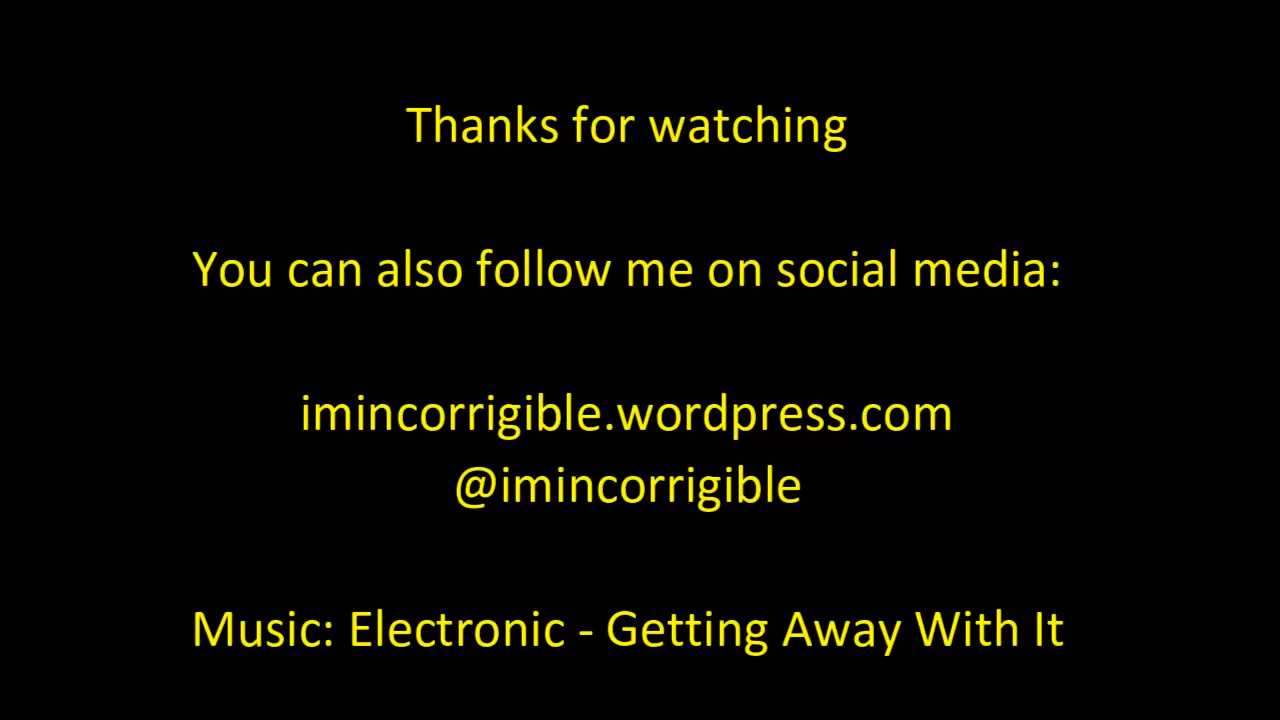 Thanks for watching
You can also follow me on social media:
imincorrigible.wordpress.com
@imincorrigible
Music: Electronic - Getting Away With It